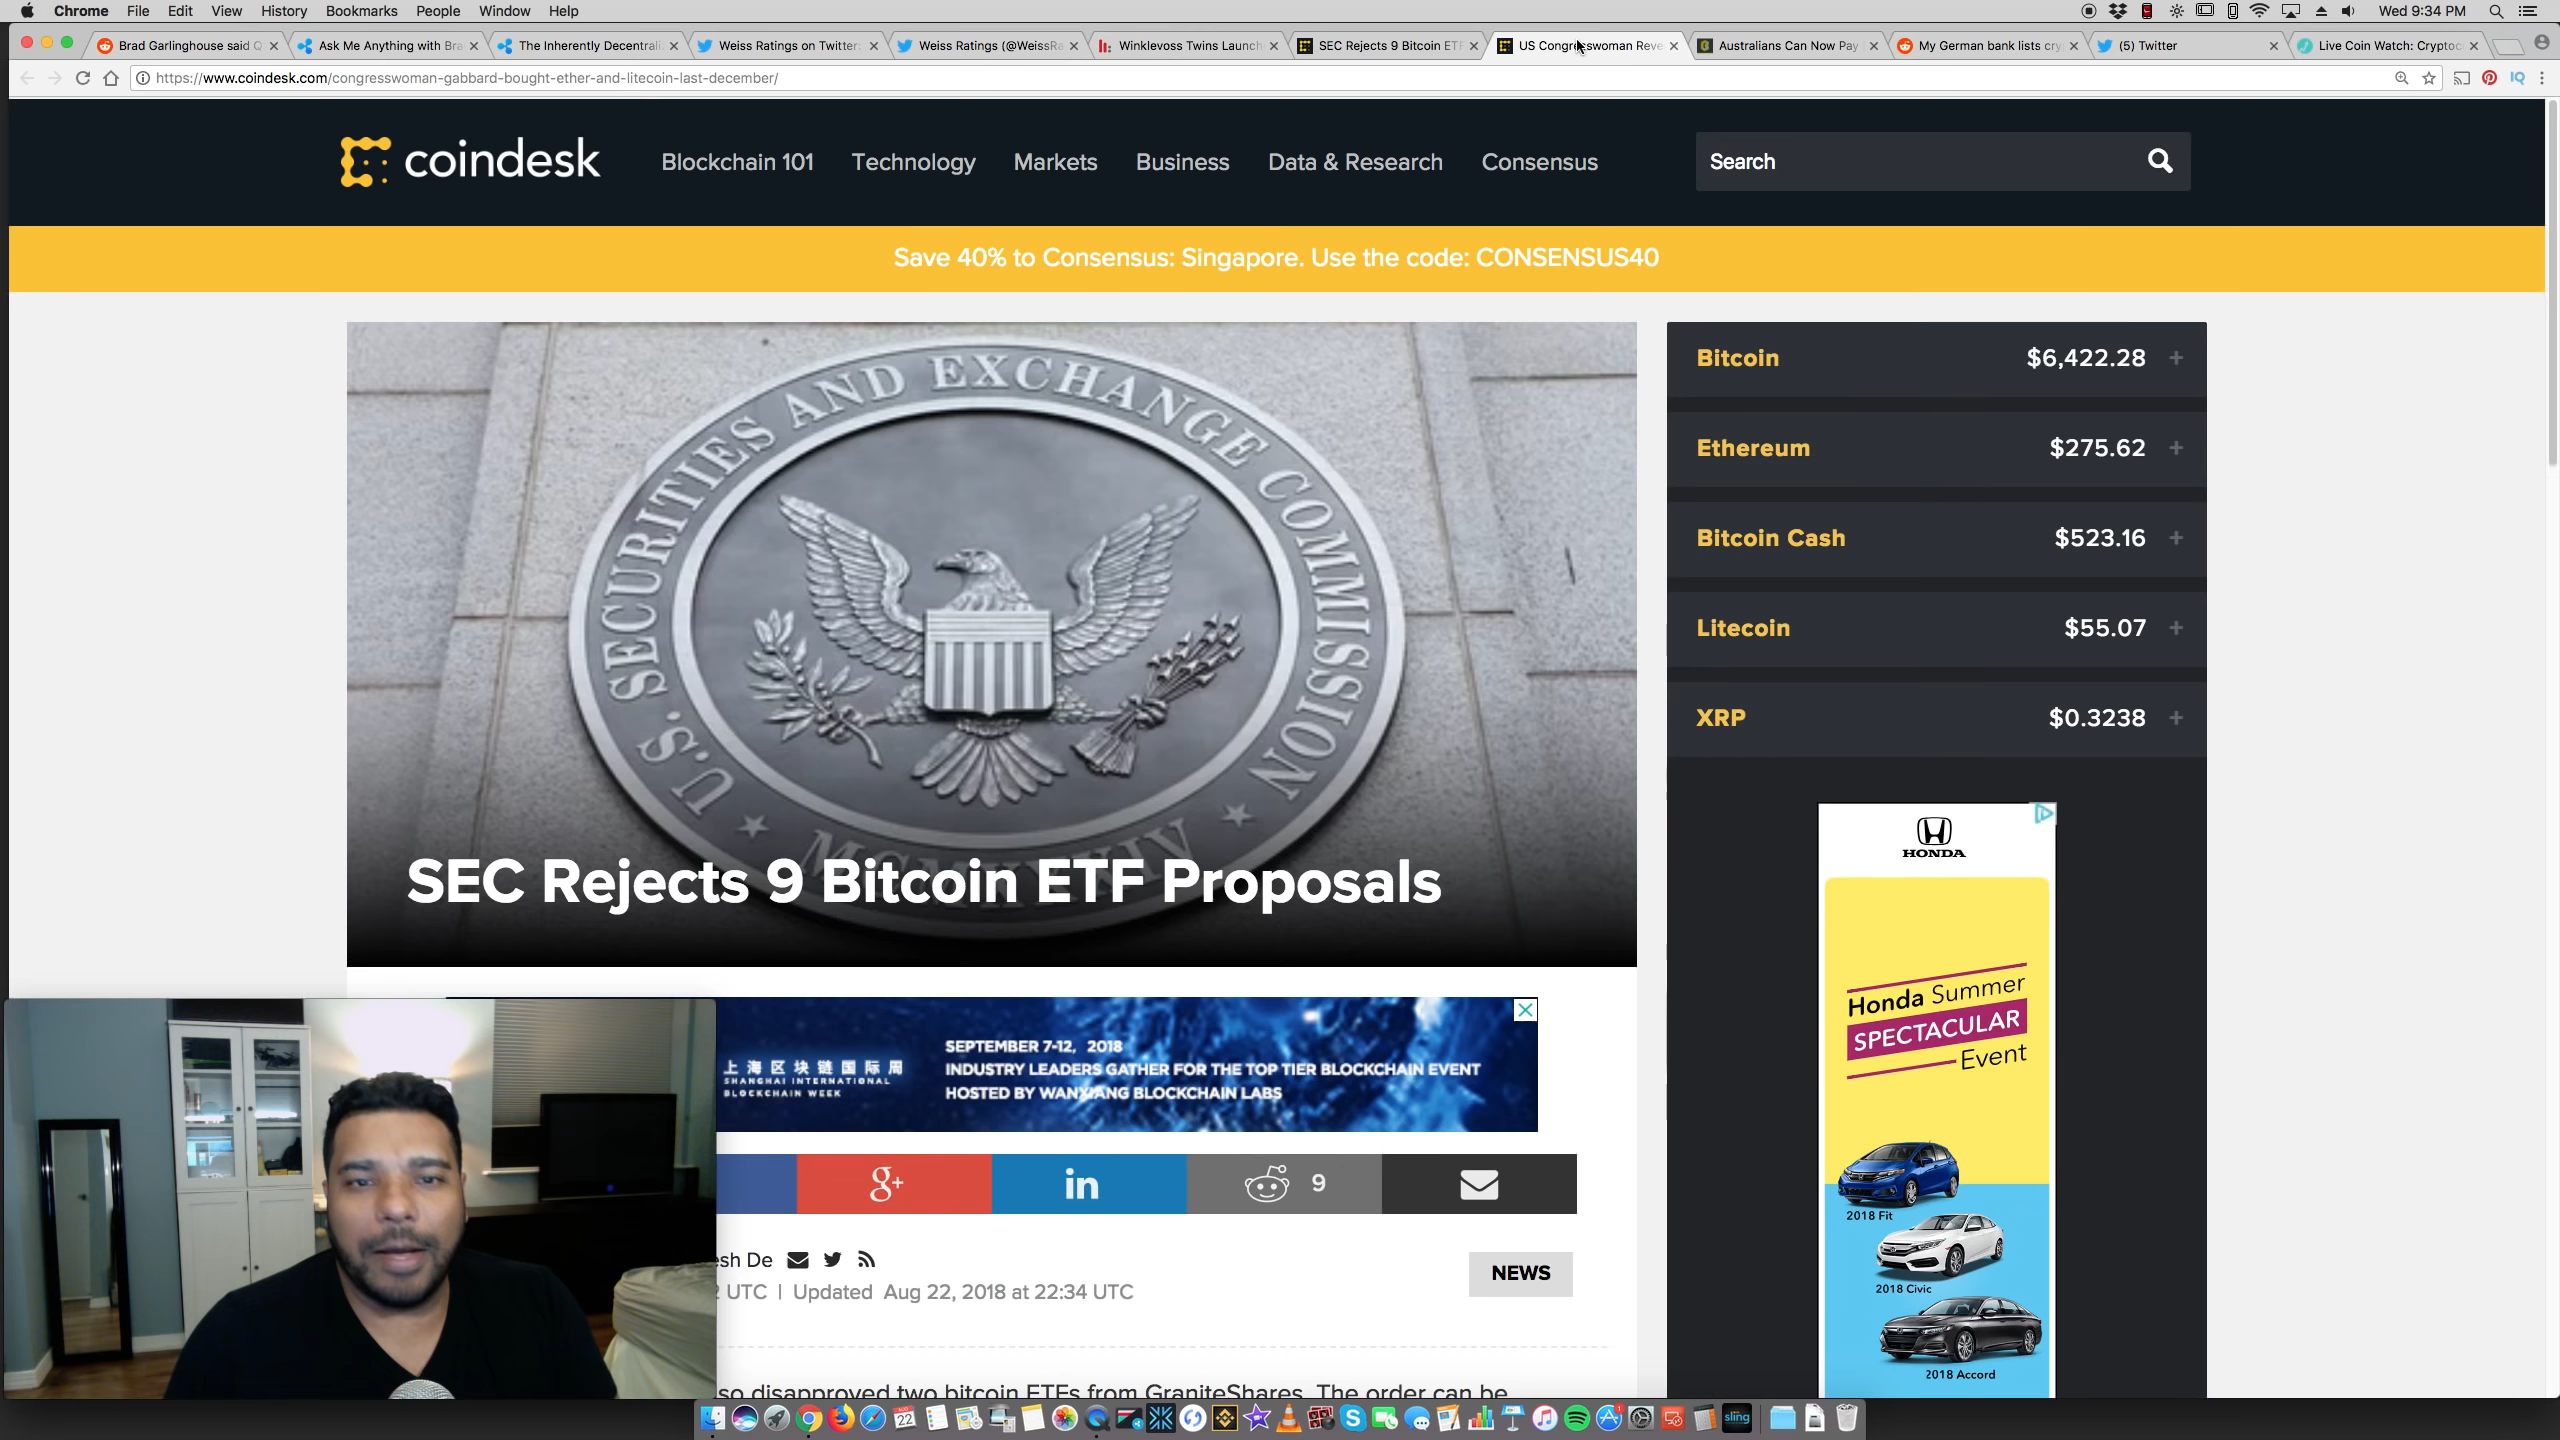 Chrome File Edit View History Bookmarks People Window Help
Wed 9:34 PM
Brad Garlinghouse said Q
Ask Me Anything with Bra
The Inherently Decentrali
Weiss Ratings on Twitter:
Weiss Ratings (@WeissRa
Winklevoss Twins Launch
SEC Rejects 9 Bitcoin ETF
US Congresswoman Reve
Australians Can Now Pay
My German bank lists cry
(5) Twitter
Live Coin Watch: Cryptoc
https://www.coindesk.com/congresswoman-gabbard-bought-ether-and-litecoin-last-december/
coindesk
Blockchain 101 Technology Markets Business Data & Research Consensus
Search
Save 40% to Consensus: Singapore. Use the code: CONSENSUS40
U.S. SECURITIES AND EXCHANGE COMMISSION
MCMXXXIV
SEC Rejects 9 Bitcoin ETF Proposals
Bitcoin $6,422.28 +
Ethereum $275.62 +
Bitcoin Cash $523.16 +
Litecoin $55.07 +
XRP $0.3238 +
HONDA
Honda Summer
SPECTACULAR
Event
2018 Fit
2018 Civic
2018 Accord
上海区块链国际周
SHANGHAI INTERNATIONAL
BLOCKCHAIN WEEK
SEPTEMBER 7-12, 2018
INDUSTRY LEADERS GATHER FOR THE TOP TIER BLOCKCHAIN EVENT
HOSTED BY WANXIANG BLOCKCHAIN LABS
g+ in 9
esh De
2 UTC | Updated Aug 22, 2018 at 22:34 UTC
NEWS
so disapproved two bitcoin ETFs from GraniteShares. The order can be
AUG
22
sling